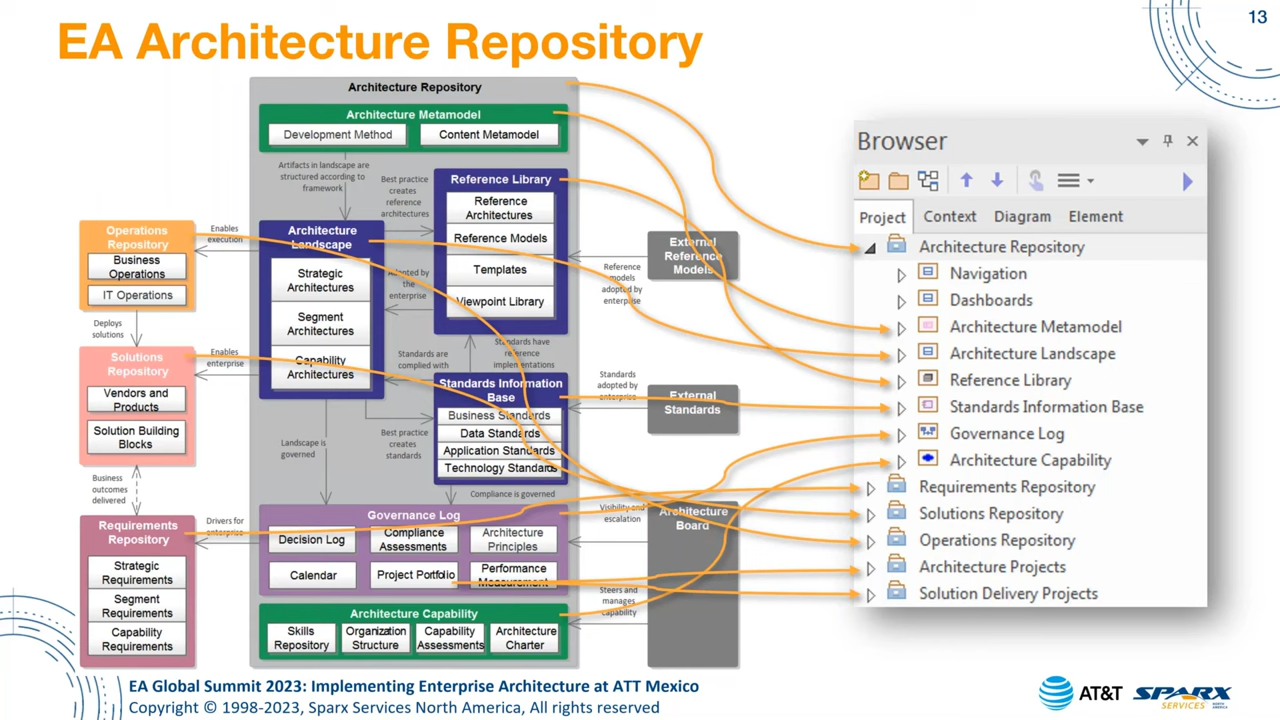 13
EA Architecture Repository
Architecture Repository
Architecture Metamodel
Development Method
Content Metamodel
Artifacts in landscape are
structured according to
framework
Best practice
creates
reference
architectures
Reference Library
Reference
Architectures
Reference Models
Templates
Viewpoint Library
Operations
Repository
Business
Operations
IT Operations
Enables
execution
Architecture
Landscape
Strategic
Architectures
Segment
Architectures
Capability
Architectures
Adopted by
the
enterprise
External
Reference
Models
Reference
models
adopted by
enterprise
Deploys
solutions
Solutions
Repository
Vendors and
Products
Solution Building
Blocks
Enables
enterprise
Standards are
complied with
Standards have
reference
implementations
Standards Information
Base
Business Standards
Data Standards
Application Standards
Technology Standards
Standards
adopted by
enterprise
External
Standards
Landscape is
governed
Best practice
creates
standards
Compliance is governed
Business
outcomes
delivered
Requirements
Repository
Strategic
Requirements
Segment
Requirements
Capability
Requirements
Drivers for
enterprise
Governance Log
Decision Log
Compliance
Assessments
Architecture
Principles
Calendar
Project Portfolio
Performance
Measurement
Visibility and
escalation
Architecture
Board
Steers and
manages
capability
Architecture Capability
Skills
Repository
Organization
Structure
Capability
Assessments
Architecture
Charter
Browser
Project Context Diagram Element
Architecture Repository
Navigation
Dashboards
Architecture Metamodel
Architecture Landscape
Reference Library
Standards Information Base
Governance Log
Architecture Capability
Requirements Repository
Solutions Repository
Operations Repository
Architecture Projects
Solution Delivery Projects
EA Global Summit 2023: Implementing Enterprise Architecture at ATT Mexico
Copyright © 1998-2023, Sparx Services North America, All rights reserved
AT&T
SPARX
SERVICES
NORTH
AMERICA